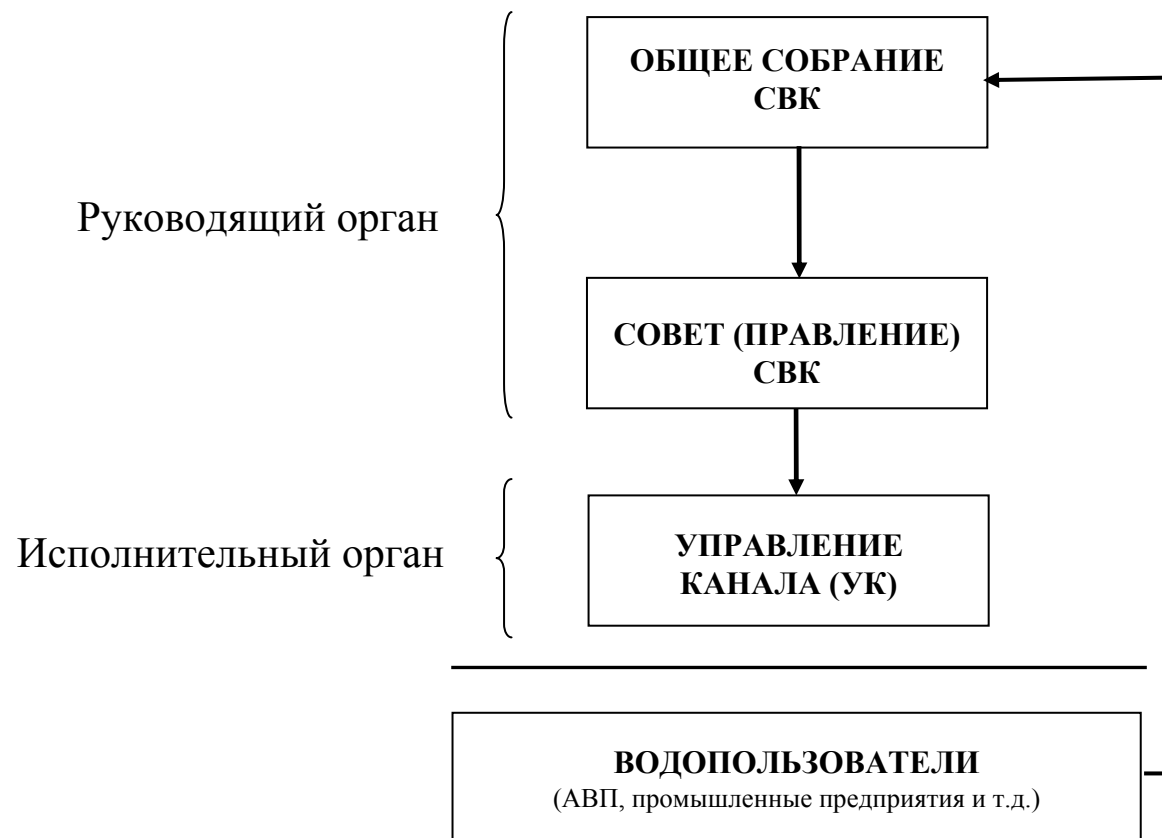 ОБЩЕЕ СОБРАНИЕ
СВК
Руководящий орган
СОВЕТ (ПРАВЛЕНИЕ)
СВК
Исполнительный орган
УПРАВЛЕНИЕ
КАНАЛА (УК)
ВОДОПОЛЬЗОВАТЕЛИ
(АВП, промышленные предприятия и т.д.)